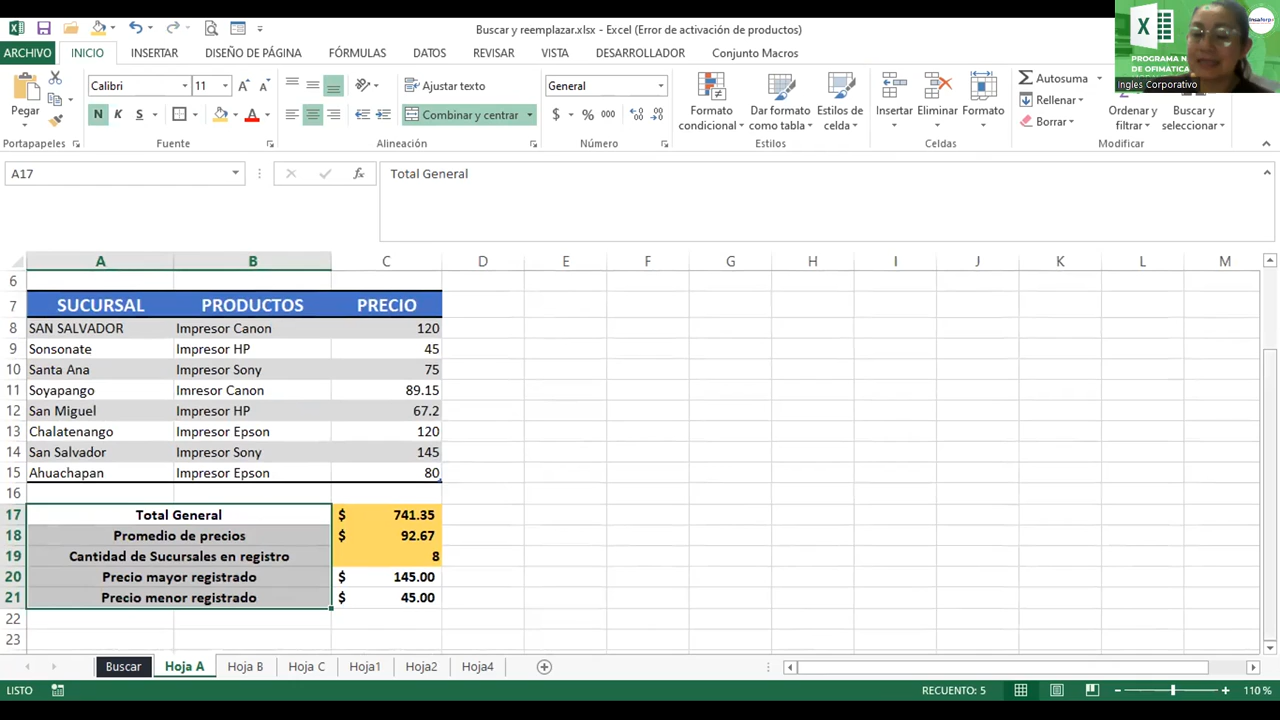 Buscar y reemplazar.xlsx - Excel (Error de activación de productos)
ARCHIVO INICIO INSERTAR DISEÑO DE PÁGINA FÓRMULAS DATOS REVISAR VISTA DESARROLLADOR Conjunto Macros
PROGRAMA N
DE OFIMÁTICA
Ingles Corporativo
Calibri 11 Ajustar texto General Autosuma
Pegar Formato condicional Dar formato como tabla Estilos de celda Insertar Eliminar Formato Rellenar Ordenar y filtrar Buscar y seleccionar
N K S Combinar y centrar $ % 000 Borrar
Portapapeles Fuente Alineación Número Estilos Celdas Modificar
A17 fx Total General
A B C D E F G H I J K L M
6
7 SUCURSAL PRODUCTOS PRECIO
8 SAN SALVADOR Impresor Canon 120
9 Sonsonate Impresor HP 45
10 Santa Ana Impresor Sony 75
11 Soyapango Imresor Canon 89.15
12 San Miguel Impresor HP 67.2
13 Chalatenango Impresor Epson 120
14 San Salvador Impresor Sony 145
15 Ahuachapan Impresor Epson 80
16
17 Total General $ 741.35
18 Promedio de precios $ 92.67
19 Cantidad de Sucursales en registro 8
20 Precio mayor registrado $ 145.00
21 Precio menor registrado $ 45.00
22
23
Buscar Hoja A Hoja B Hoja C Hoja1 Hoja2 Hoja4
LISTO RECUENTO: 5 110 %